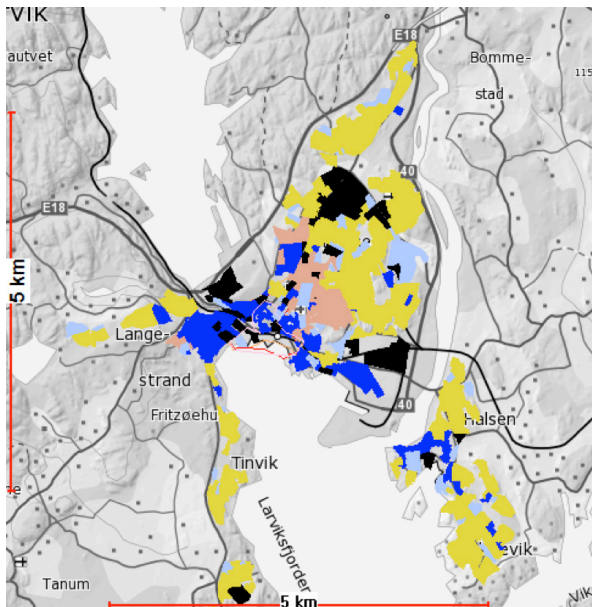 VIK
E18
autvet
Bomme-
stad
115
40
E18
5 km
Lange-
strand
Fritzøehu
40
Halsen
Tinvik
Larviksfjorden
evik
Tanum
5 km
Vik